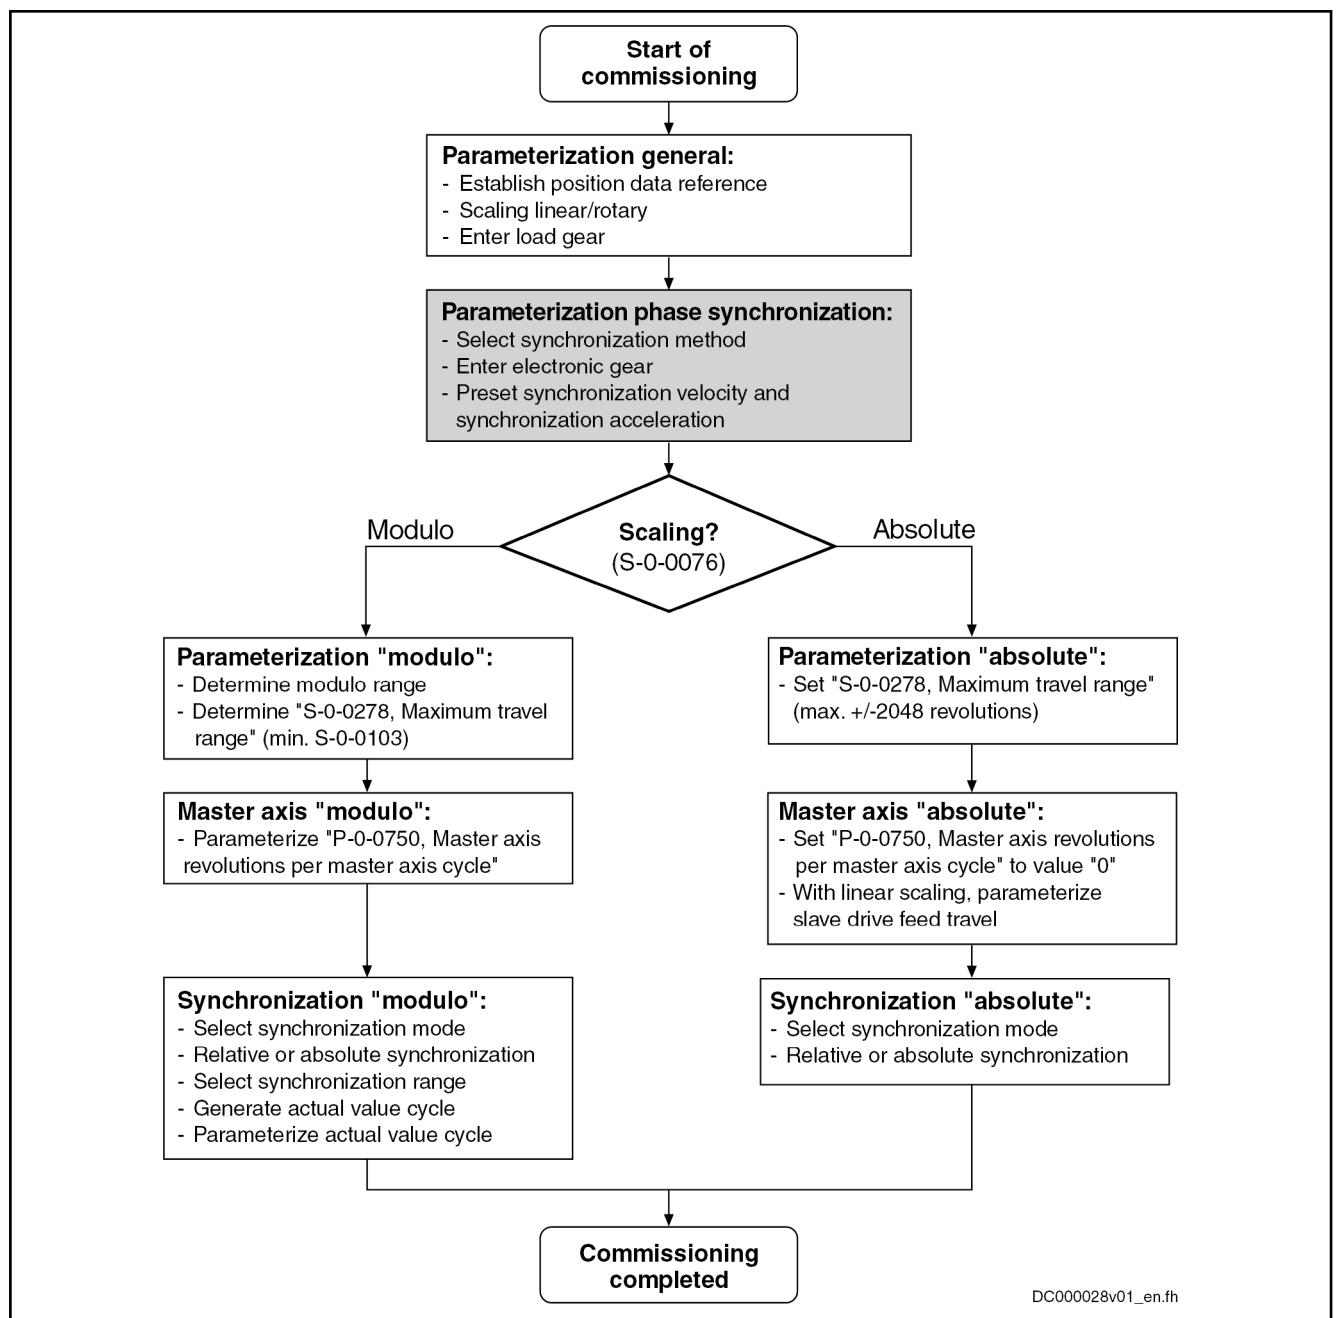 Start of
commissioning
Parameterization general:
- Establish position data reference
- Scaling linear/rotary
- Enter load gear
Parameterization phase synchronization:
- Select synchronization method
- Enter electronic gear
- Preset synchronization velocity and
synchronization acceleration
Modulo
Scaling?
(S-0-0076)
Absolute
Parameterization "modulo":
- Determine modulo range
- Determine "S-0-0278, Maximum travel
range" (min. S-0-0103)
Parameterization "absolute":
- Set "S-0-0278, Maximum travel range"
(max. +/-2048 revolutions)
Master axis "modulo":
- Parameterize "P-0-0750, Master axis
revolutions per master axis cycle"
Master axis "absolute":
- Set "P-0-0750, Master axis revolutions
per master axis cycle" to value "0"
- With linear scaling, parameterize
slave drive feed travel
Synchronization "modulo":
- Select synchronization mode
- Relative or absolute synchronization
- Select synchronization range
- Generate actual value cycle
- Parameterize actual value cycle
Synchronization "absolute":
- Select synchronization mode
- Relative or absolute synchronization
Commissioning
completed
DC000028v01_en.fh